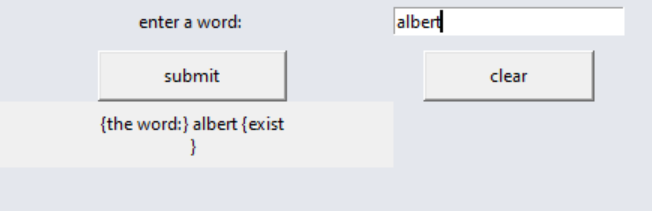 enter a word:
albert
submit
clear
{the word:} albert {exist
}